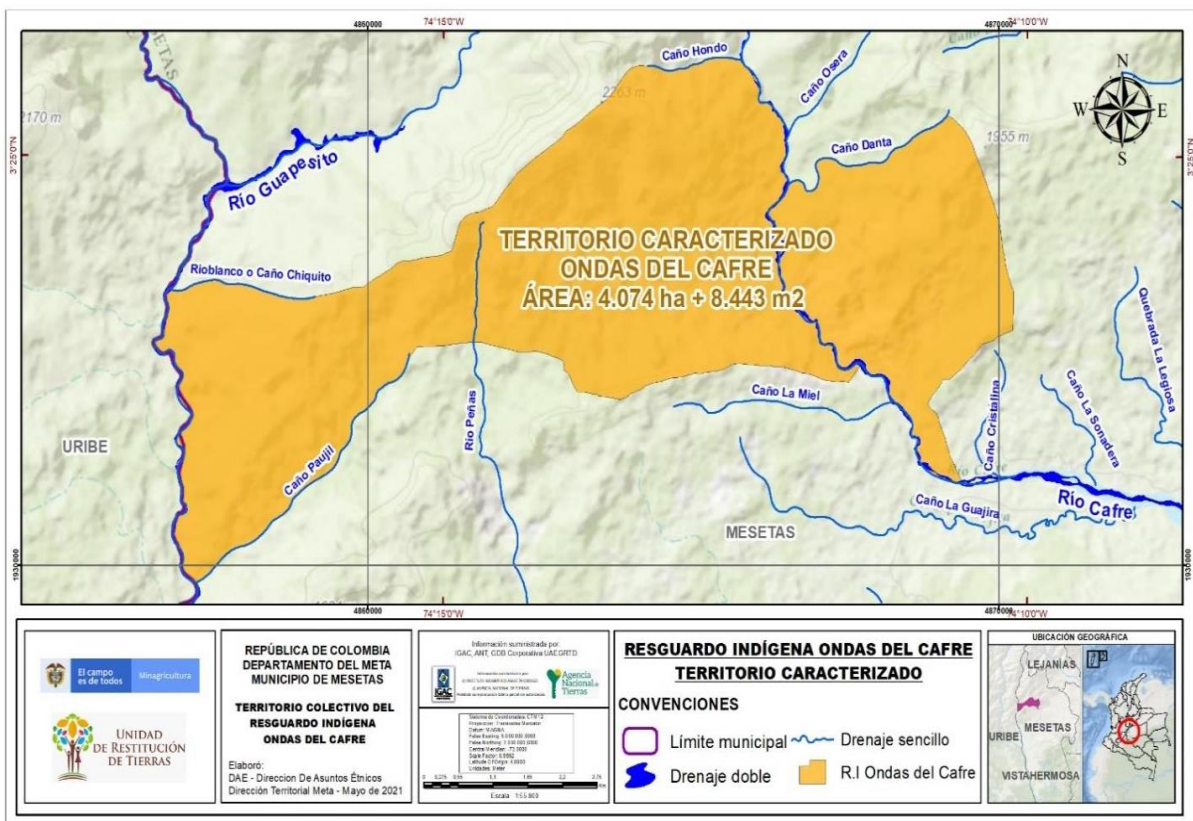 4860000
74°15'0"W
4870000
74°10'0"W
MESETAS
Caño Hondo
Caño Osera
2263 m
2170 m
1955 m
N
W
E
S
3°25'0"N
3°25'0"N
Caño Danta
Río Guapesito
TERRITORIO CARACTERIZADO
ONDAS DEL CAFRE
ÁREA: 4.074 ha + 8.443 m2
Rioblanco o Caño Chiquito
Quebrada La Legiosa
Caño La Miel
Río Peñas
Caño Cristalina
Caño La Sonadera
URIBE
Caño Paujil
Río Cafre
Río Cafre
Caño La Guajira
MESETAS
1930000
1930000
4860000
74°15'0"W
4870000
74°10'0"W
El campo
es de todos
Minagricultura
UNIDAD
DE RESTITUCIÓN
DE TIERRAS
REPÚBLICA DE COLOMBIA
DEPARTAMENTO DEL META
MUNICIPIO DE MESETAS
TERRITORIO COLECTIVO DEL
RESGUARDO INDÍGENA
ONDAS DEL CAFRE
Elaboró:
DAE - Direccion De Asuntos Étnicos
Dirección Territorial Meta - Mayo de 2021
Información suministrada por
IGAC, ANT, GDB Corporativa UAEGRTD.
IGAC
Agencia
Nacional de
Tierras
RESGUARDO INDÍGENA ONDAS DEL CAFRE
TERRITORIO CARACTERIZADO
CONVENCIONES
Límite municipal
Drenaje sencillo
Drenaje doble
R.I Ondas del Cafre
UBICACIÓN GEOGRÁFICA
LEJANÍAS
MESETAS
URIBE
VISTAHERMOSA